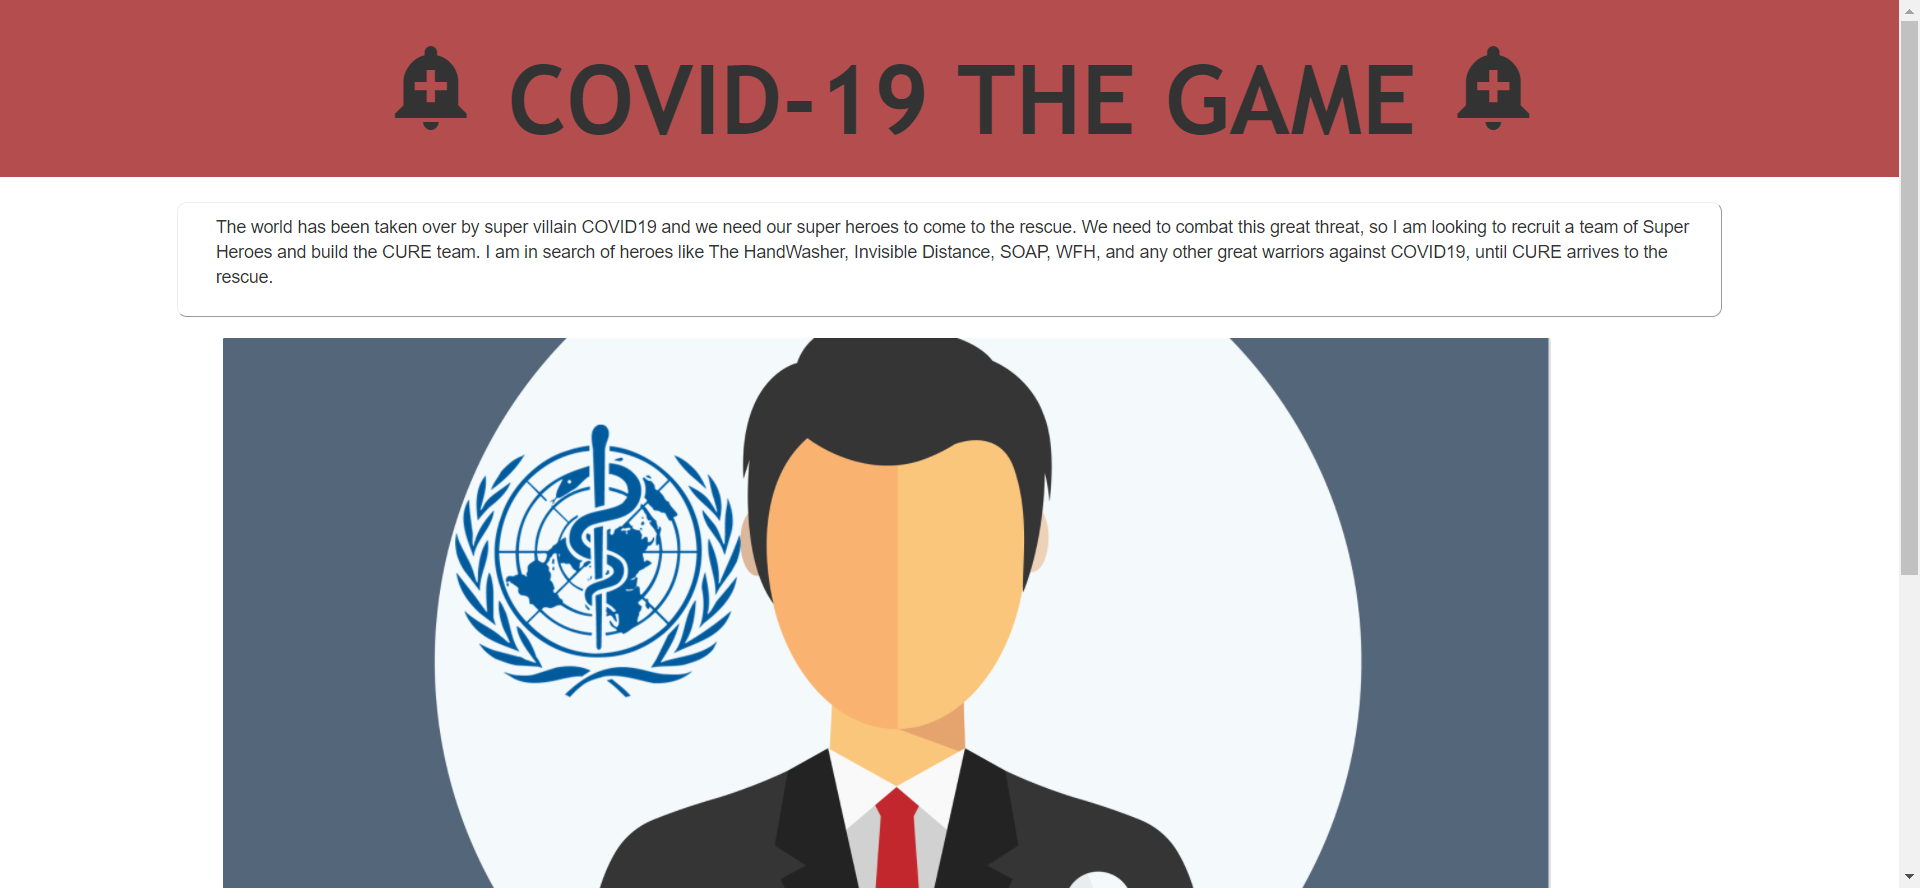 COVID-19 THE GAME
The world has been taken over by super villain COVID19 and we need our super heroes to come to the rescue. We need to combat this great threat, so I am looking to recruit a team of Super
Heroes and build the CURE team. I am in search of heroes like The HandWasher, Invisible Distance, SOAP, WFH, and any other great warriors against COVID19, until CURE arrives to the
rescue.